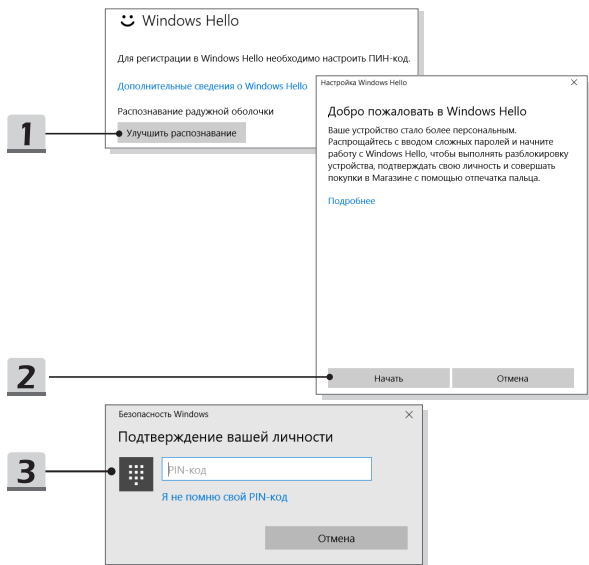 Windows Hello
Для регистрации в Windows Hello необходимо настроить ПИН-код.
Дополнительные сведения о Windows Hello
Распознавание радужной оболочки
1
Улучшить распознавание
Настройка Windows Hello
Добро пожаловать в Windows Hello
Ваше устройство стало более персональным.
Распрощайтесь с вводом сложных паролей и начните
работу с Windows Hello, чтобы выполнять разблокировку
устройства, подтверждать свою личность и совершать
покупки в Магазине с помощью отпечатка пальца.
Подробнее
2
Начать
Отмена
Безопасность Windows
Подтверждение вашей личности
3
PIN-код
Я не помню свой PIN-код
Отмена